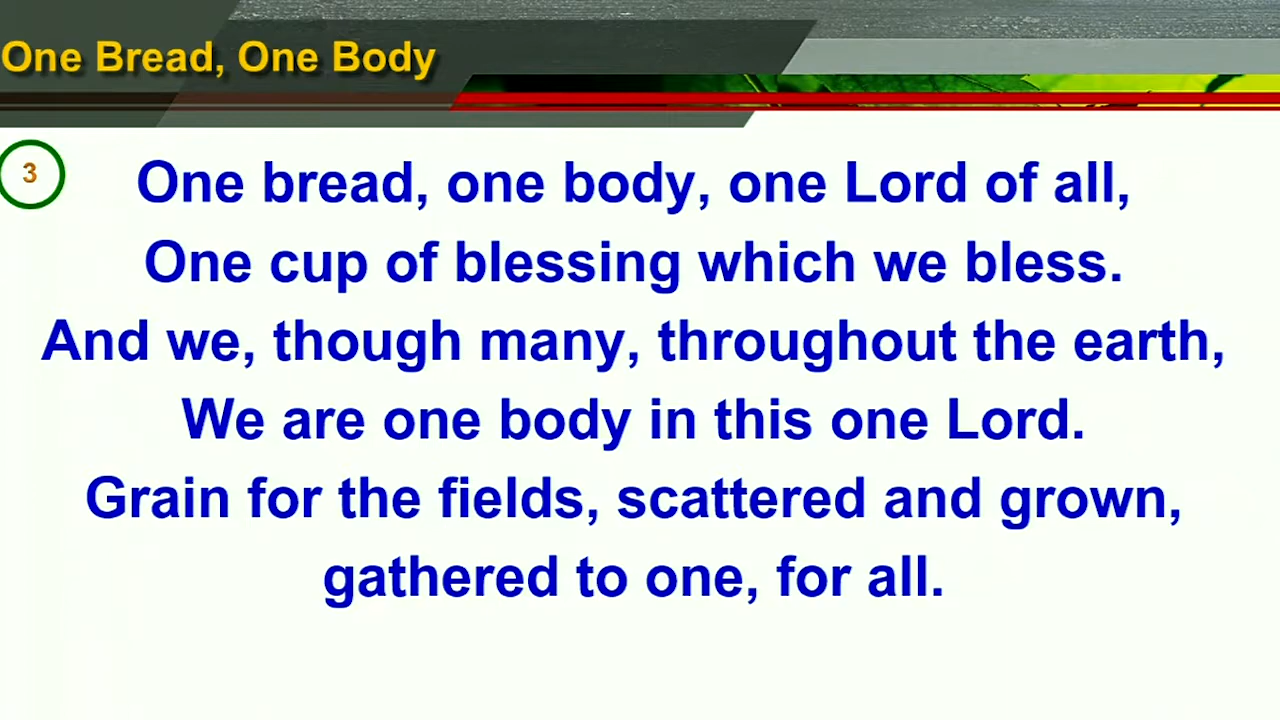 One Bread, One Body
3
One bread, one body, one Lord of all,
One cup of blessing which we bless.
And we, though many, throughout the earth,
We are one body in this one Lord.
Grain for the fields, scattered and grown,
gathered to one, for all.